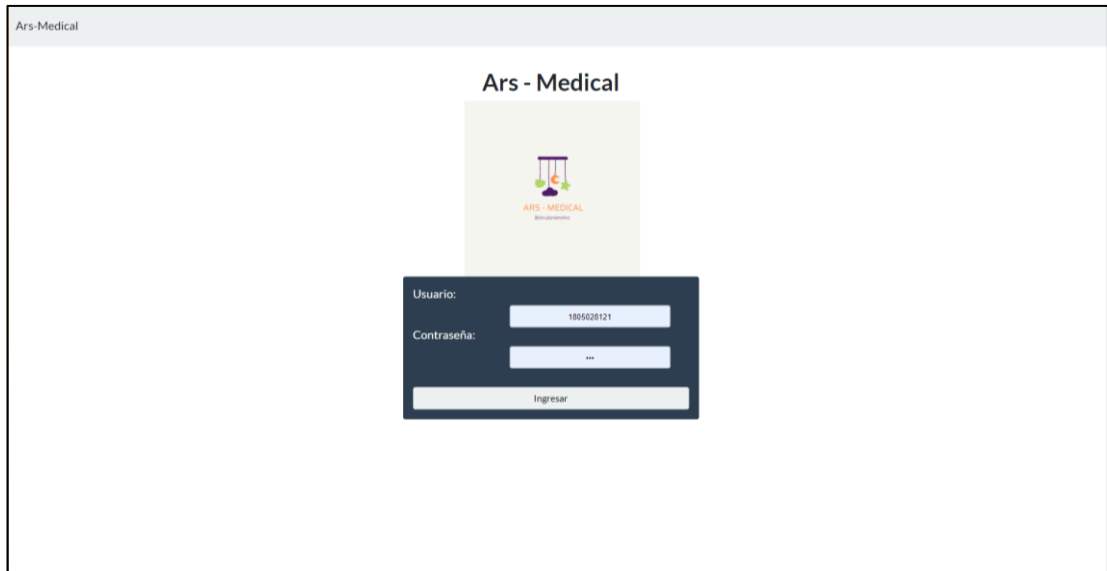 Ars-Medical
Ars - Medical
ARS - MEDICAL
Usuario:
1805028121
Contraseña:
•••
Ingresar